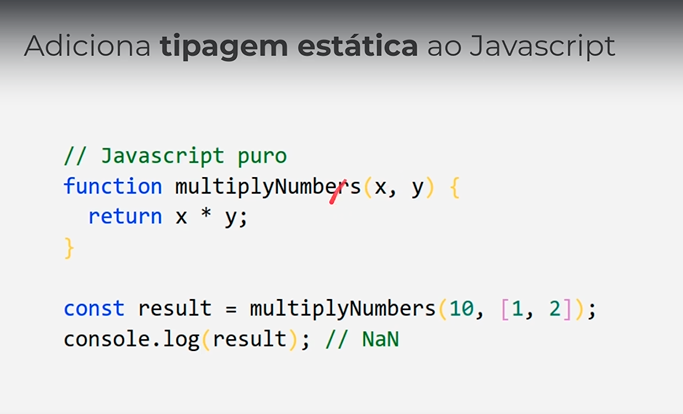 Adiciona tipagem estática ao Javascript
// Javascript puro
function multiplyNumbers(x, y) {
  return x * y;
}
const result = multiplyNumbers(10, [1, 2]);
console.log(result); // NaN